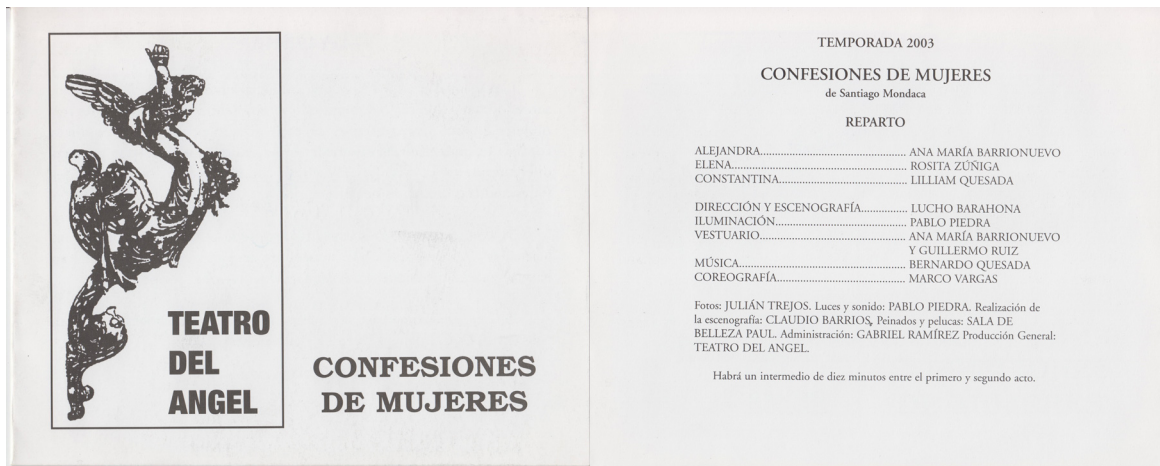 TEATRO
DEL
ANGEL
CONFESIONES
DE MUJERES
TEMPORADA 2003
CONFESIONES DE MUJERES
de Santiago Mondaca
REPARTO
ALEJANDRA................................................ ANA MARÍA BARRIONUEVO
ELENA......................................................... ROSITA ZÚÑIGA
CONSTANTINA.......................................... LILLIAM QUESADA
DIRECCIÓN Y ESCENOGRAFÍA............... LUCHO BARAHONA
ILUMINACIÓN........................................... PABLO PIEDRA
VESTUARIO................................................ ANA MARÍA BARRIONUEVO
Y GUILLERMO RUIZ
MÚSICA....................................................... BERNARDO QUESADA
COREOGRAFÍA.......................................... MARCO VARGAS
Fotos: JULIÁN TREJOS. Luces y sonido: PABLO PIEDRA. Realización de
la escenografía: CLAUDIO BARRIOS, Peinados y pelucas: SALA DE
BELLEZA PAUL. Administración: GABRIEL RAMÍREZ Producción General:
TEATRO DEL ANGEL.
Habrá un intermedio de diez minutos entre el primero y segundo acto.